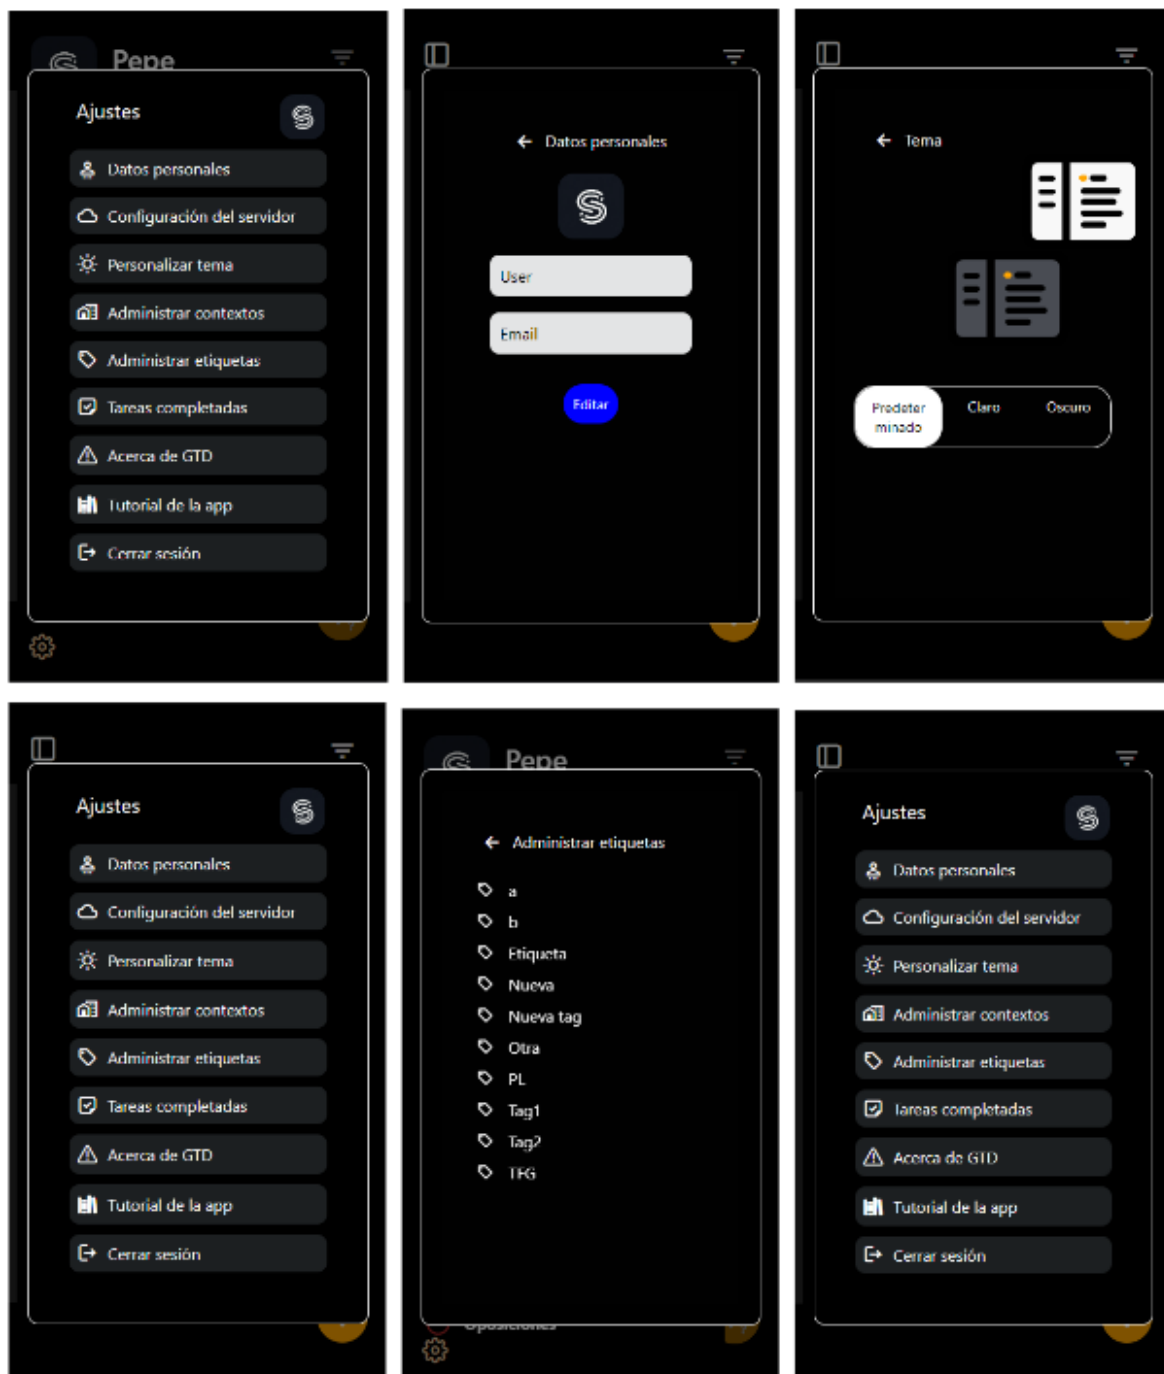 Pepe
Ajustes
Datos personales
Configuración del servidor
Personalizar tema
Administrar contextos
Administrar etiquetas
Tareas completadas
Acerca de GTD
Tutorial de la app
Cerrar sesión
Datos personales
User
Email
Editar
Tema
Predeter
minado
Claro
Oscuro
Ajustes
Datos personales
Configuración del servidor
Personalizar tema
Administrar contextos
Administrar etiquetas
Tareas completadas
Acerca de GTD
Tutorial de la app
Cerrar sesión
Pepe
Administrar etiquetas
a
b
Etiqueta
Nueva
Nueva tag
Otra
PL
Tag1
Tag2
TFG
Oposiciones
Ajustes
Datos personales
Configuración del servidor
Personalizar tema
Administrar contextos
Administrar etiquetas
Tareas completadas
Acerca de GTD
Tutorial de la app
Cerrar sesión